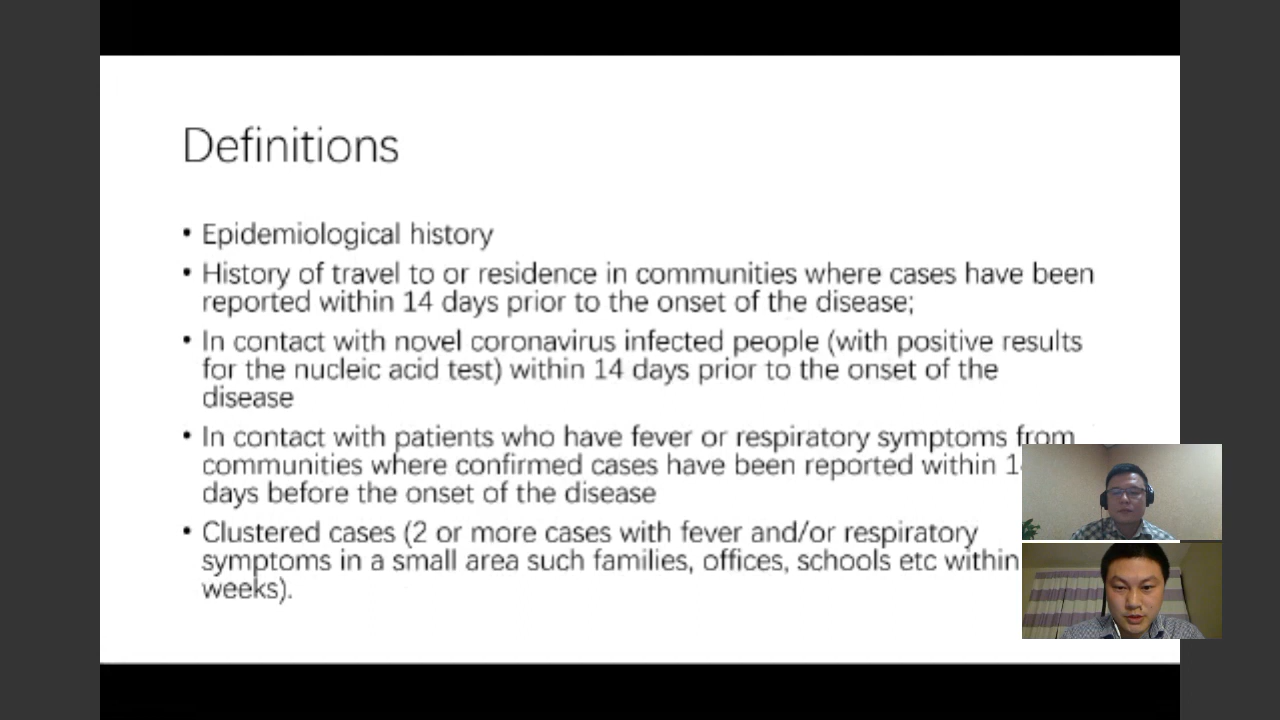 Definitions
• Epidemiological history
• History of travel to or residence in communities where cases have been
reported within 14 days prior to the onset of the disease;
• In contact with novel coronavirus infected people (with positive results
for the nucleic acid test) within 14 days prior to the onset of the
disease
• In contact with patients who have fever or respiratory symptoms from
communities where confirmed cases have been reported within
days before the onset of the disease
• Clustered cases (2 or more cases with fever and/or respiratory
symptoms in a small area such families, offices, schools etc within
weeks).